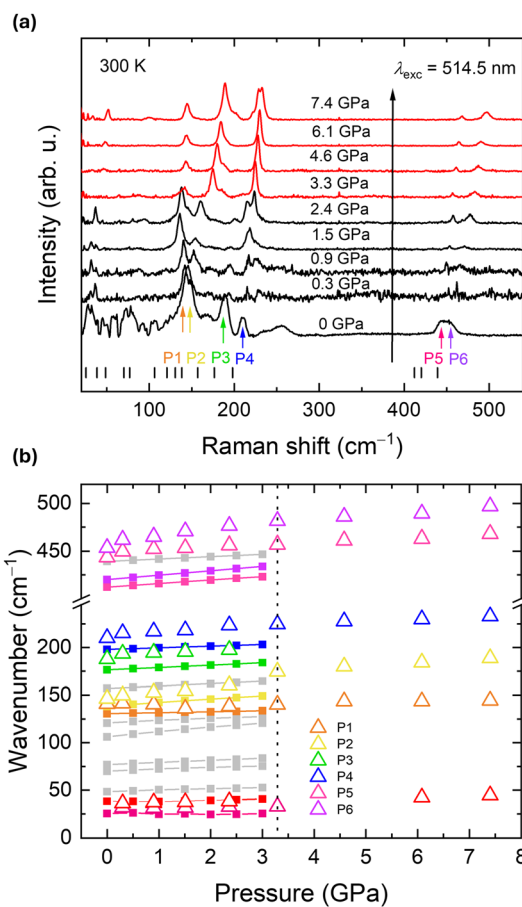 (a)
300 K
λexc = 514.5 nm
7.4 GPa
6.1 GPa
4.6 GPa
3.3 GPa
2.4 GPa
1.5 GPa
0.9 GPa
0.3 GPa
0 GPa
P1 P2 P3 P4 P5 P6
Intensity (arb. u.)
100 200 300 400 500
Raman shift (cm−1)
(b)
500
450
200
150
100
50
0
Wavenumber (cm−1)
P1
P2
P3
P4
P5
P6
0 1 2 3 4 5 6 7 8
Pressure (GPa)